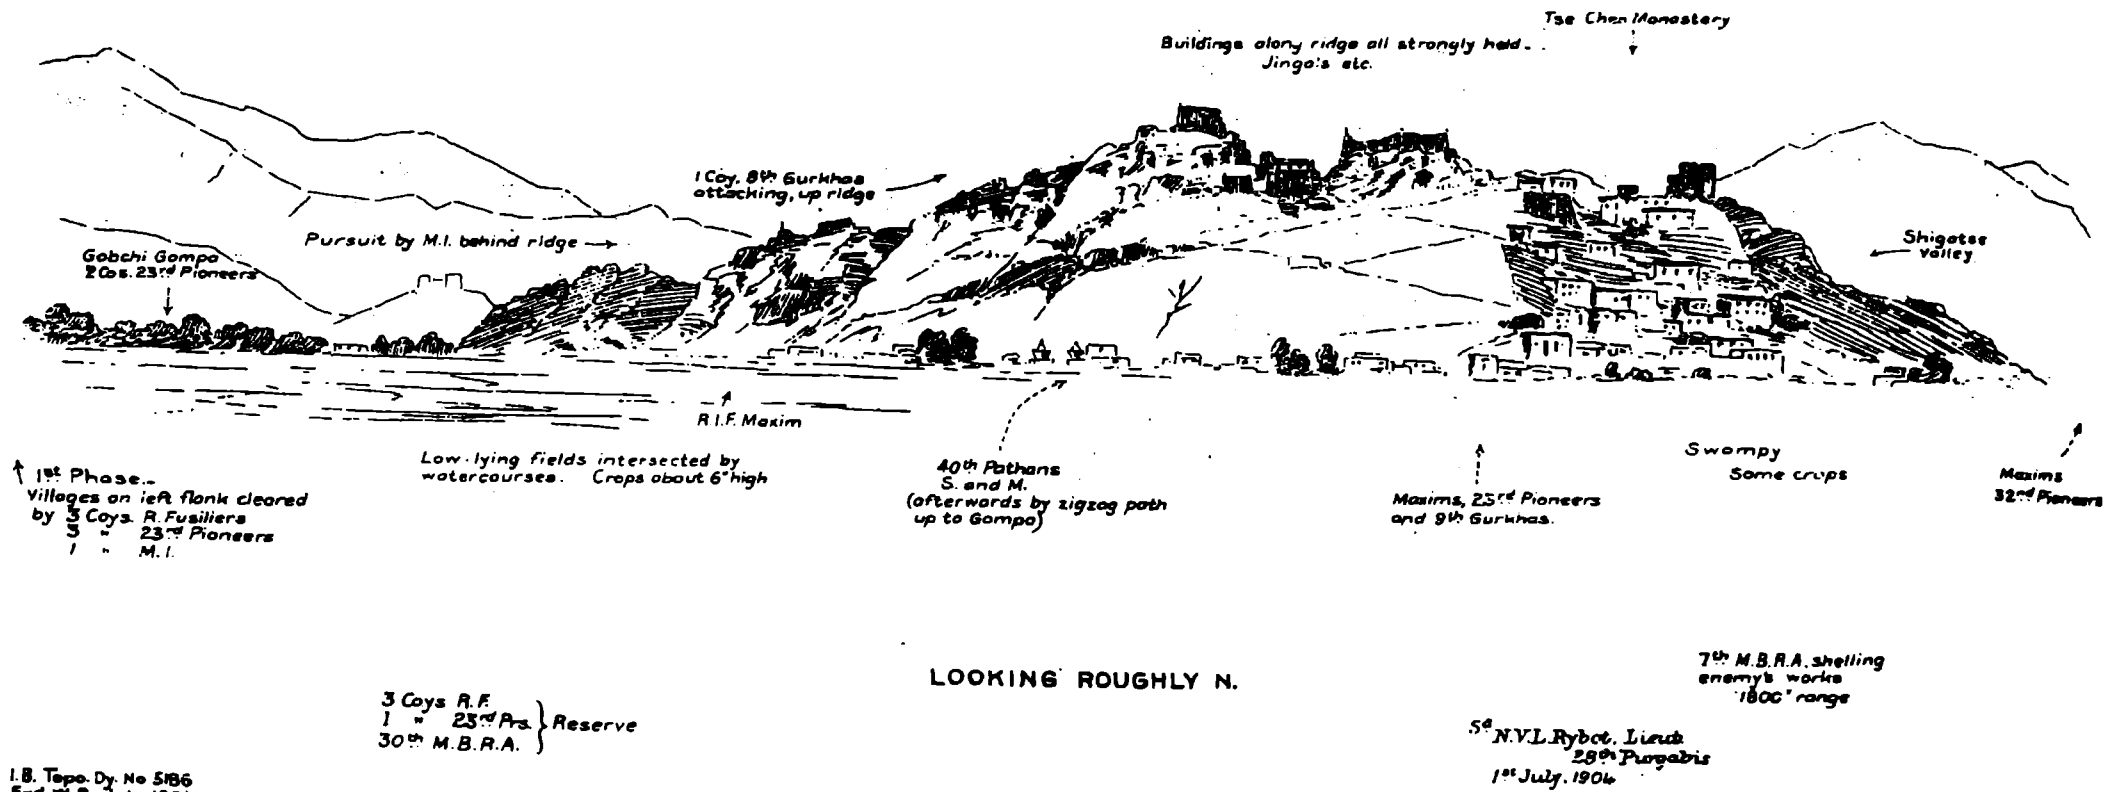 Tse Chen Monastery
Buildings along ridge all strongly held.
Jingals etc.
1 Coy. 8th Gurkhas
attacking, up ridge
Pursuit by M.I. behind ridge
Gobchi Gompa
2 Cos. 23rd Pioneers
Shigatse
Valley
R.I.F. Maxim
1st Phase.-
Villages on left flank cleared
by 3 Coys. R. Fusiliers
3 " 23rd Pioneers
1 " M.I.
Low-lying fields intersected by
watercourses. Crops about 6" high
40th Pathans
S. and M.
(afterwards by zigzag path
up to Gompa)
Maxims, 23rd Pioneers
and 9th Gurkhas.
Swampy
Some crops
Maxims
32nd Pioneers
LOOKING ROUGHLY N.
3 Coys R.F.
1 " 23rd Prs.
30th M.B.R.A.
Reserve
7th M.B.R.A. shelling
enemy's works
1800" range
Sd N.V.L. Rybot. Lieut.
28th Punjabis
1st July. 1904
I.B. Topo. Dy. No 5186